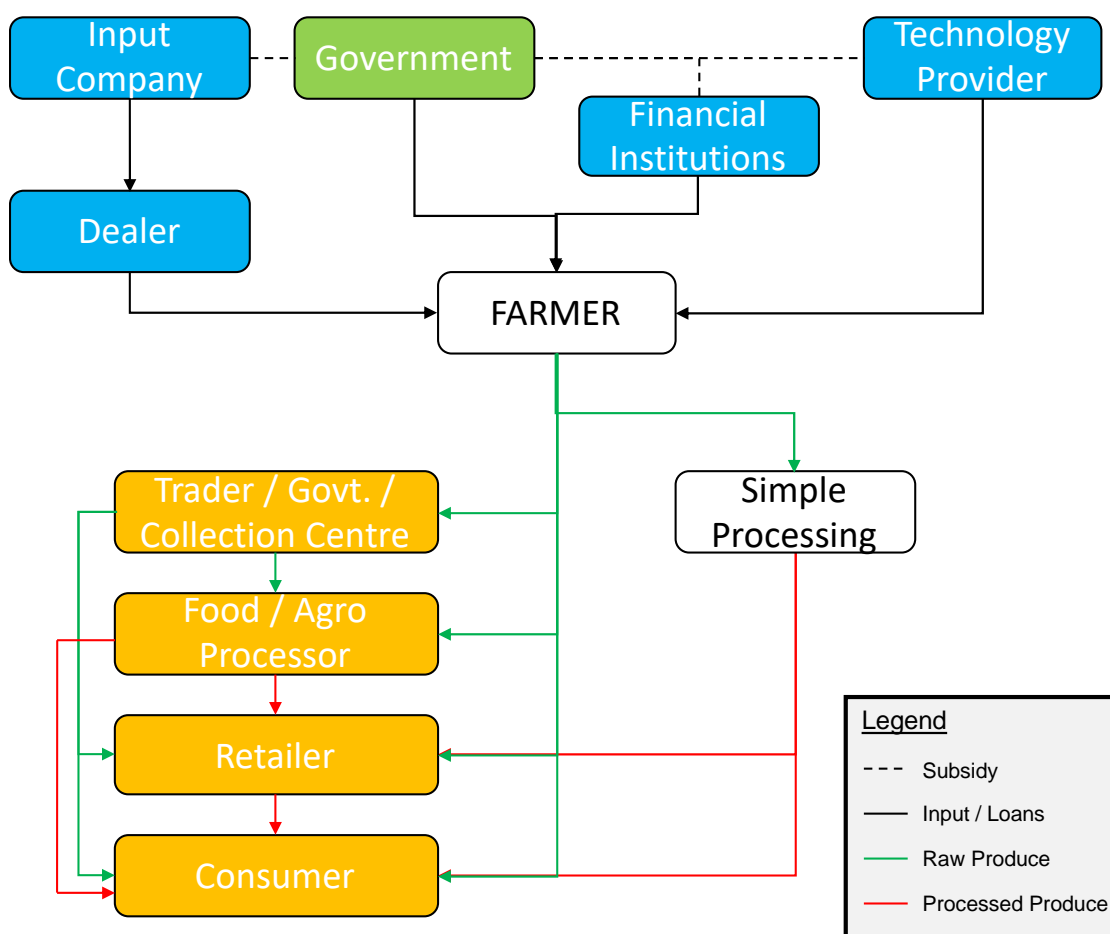 Input
Company
Government
Technology
Provider
Financial
Institutions
Dealer
FARMER
Trader / Govt. /
Collection Centre
Simple
Processing
Food / Agro
Processor
Retailer
Consumer
Legend
Subsidy
Input / Loans
Raw Produce
Processed Produce